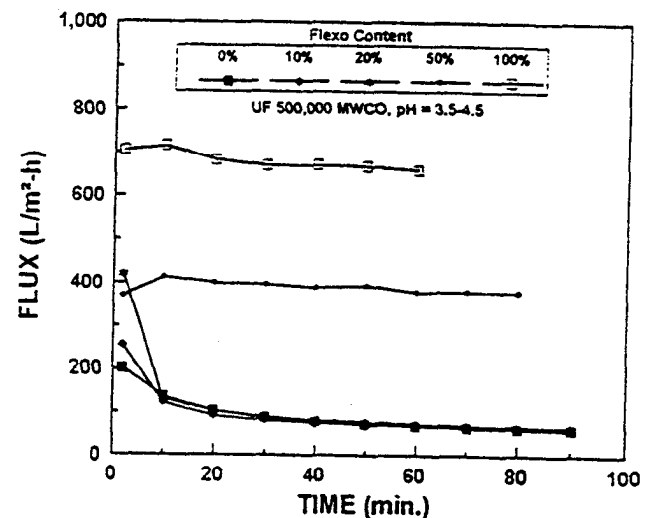 1,000
Flexo Content
0% 10% 20% 50% 100%
UF 500,000 MWCO, pH = 3.5-4.5
800
600
400
200
0
FLUX (L/m²-h)
0 20 40 60 80 100
TIME (min.)